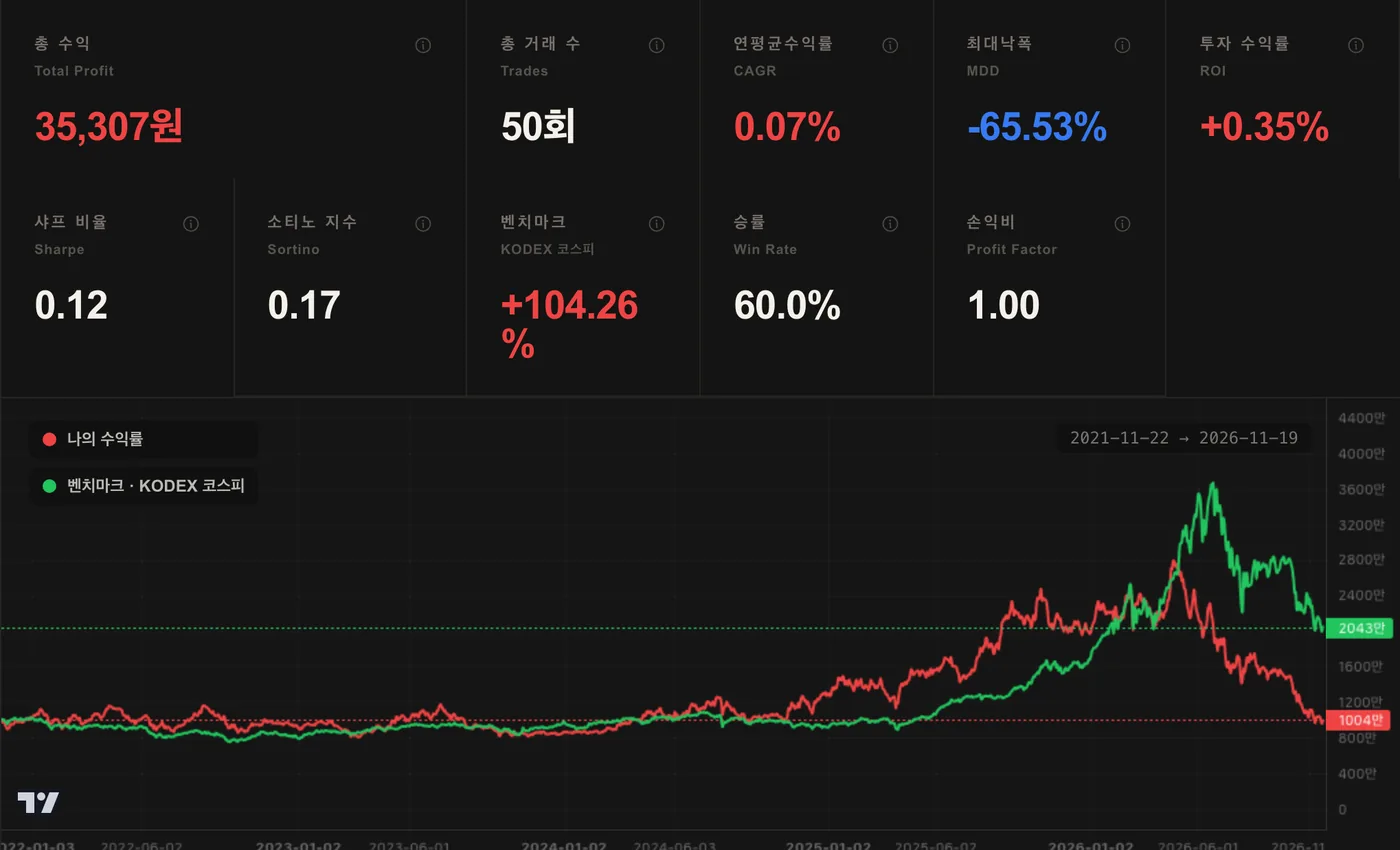 총 수익
Total Profit
35,307원
총 거래 수
Trades
50회
연평균수익률
CAGR
0.07%
최대낙폭
MDD
-65.53%
투자 수익률
ROI
+0.35%
샤프 비율
Sharpe
0.12
소티노 지수
Sortino
0.17
벤치마크
KODEX 코스피
+104.26
%
승률
Win Rate
60.0%
손익비
Profit Factor
1.00
나의 수익률
벤치마크 · KODEX 코스피
2021-11-22 → 2026-11-19
4400만
4000만
3600만
3200만
2800만
2400만
2043만
1600만
1200만
1004만
800만
400만
0
22-01-03 2022-06-02 2023-01-02 2023-06-01 2024-01-02 2024-06-03 2025-01-02 2025-06-02 2026-01-02 2026-06-01 2026-11